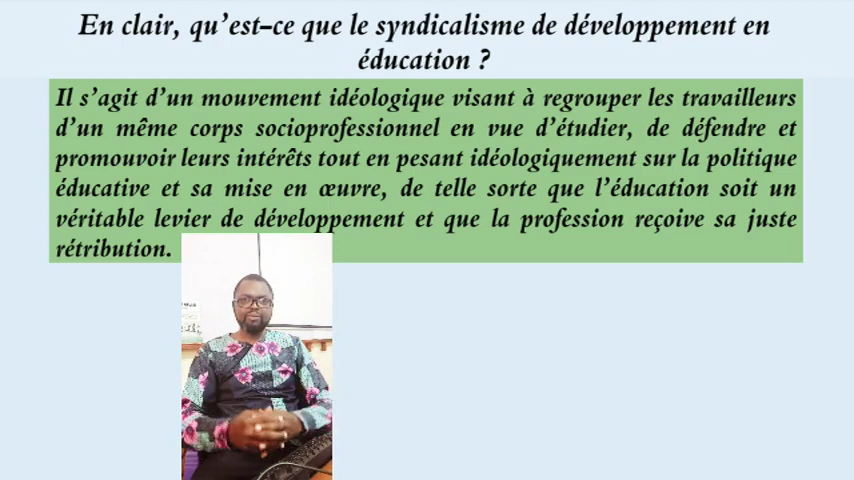 En clair, qu’est-ce que le syndicalisme de développement en
éducation ?
Il s’agit d’un mouvement idéologique visant à regrouper les travailleurs
d’un même corps socioprofessionnel en vue d’étudier, de défendre et
promouvoir leurs intérêts tout en pesant idéologiquement sur la politique
éducative et sa mise en œuvre, de telle sorte que l’éducation soit un
véritable levier de développement et que la profession reçoive sa juste
rétribution.